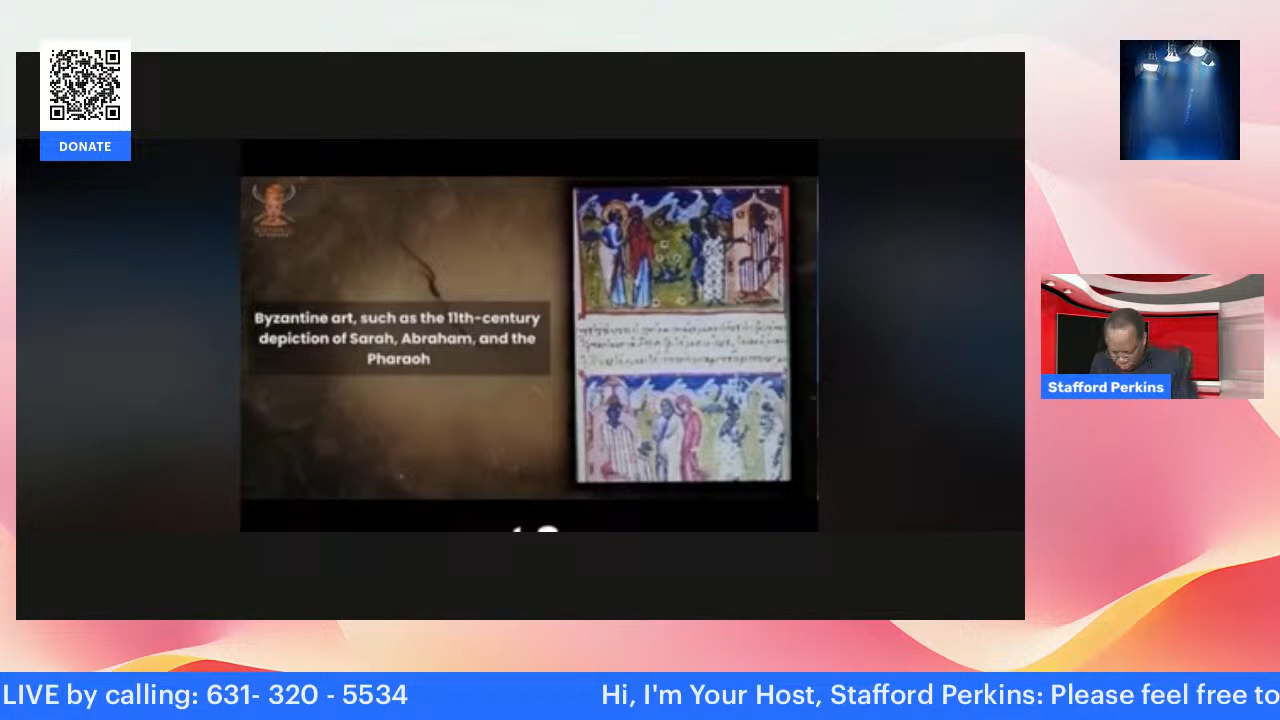 DONATE
Byzantine art, such as the 11th-century
depiction of Sarah, Abraham, and the
Pharaoh
Stafford Perkins
LIVE by calling: 631- 320 - 5534
Hi, I'm Your Host, Stafford Perkins: Please feel free to